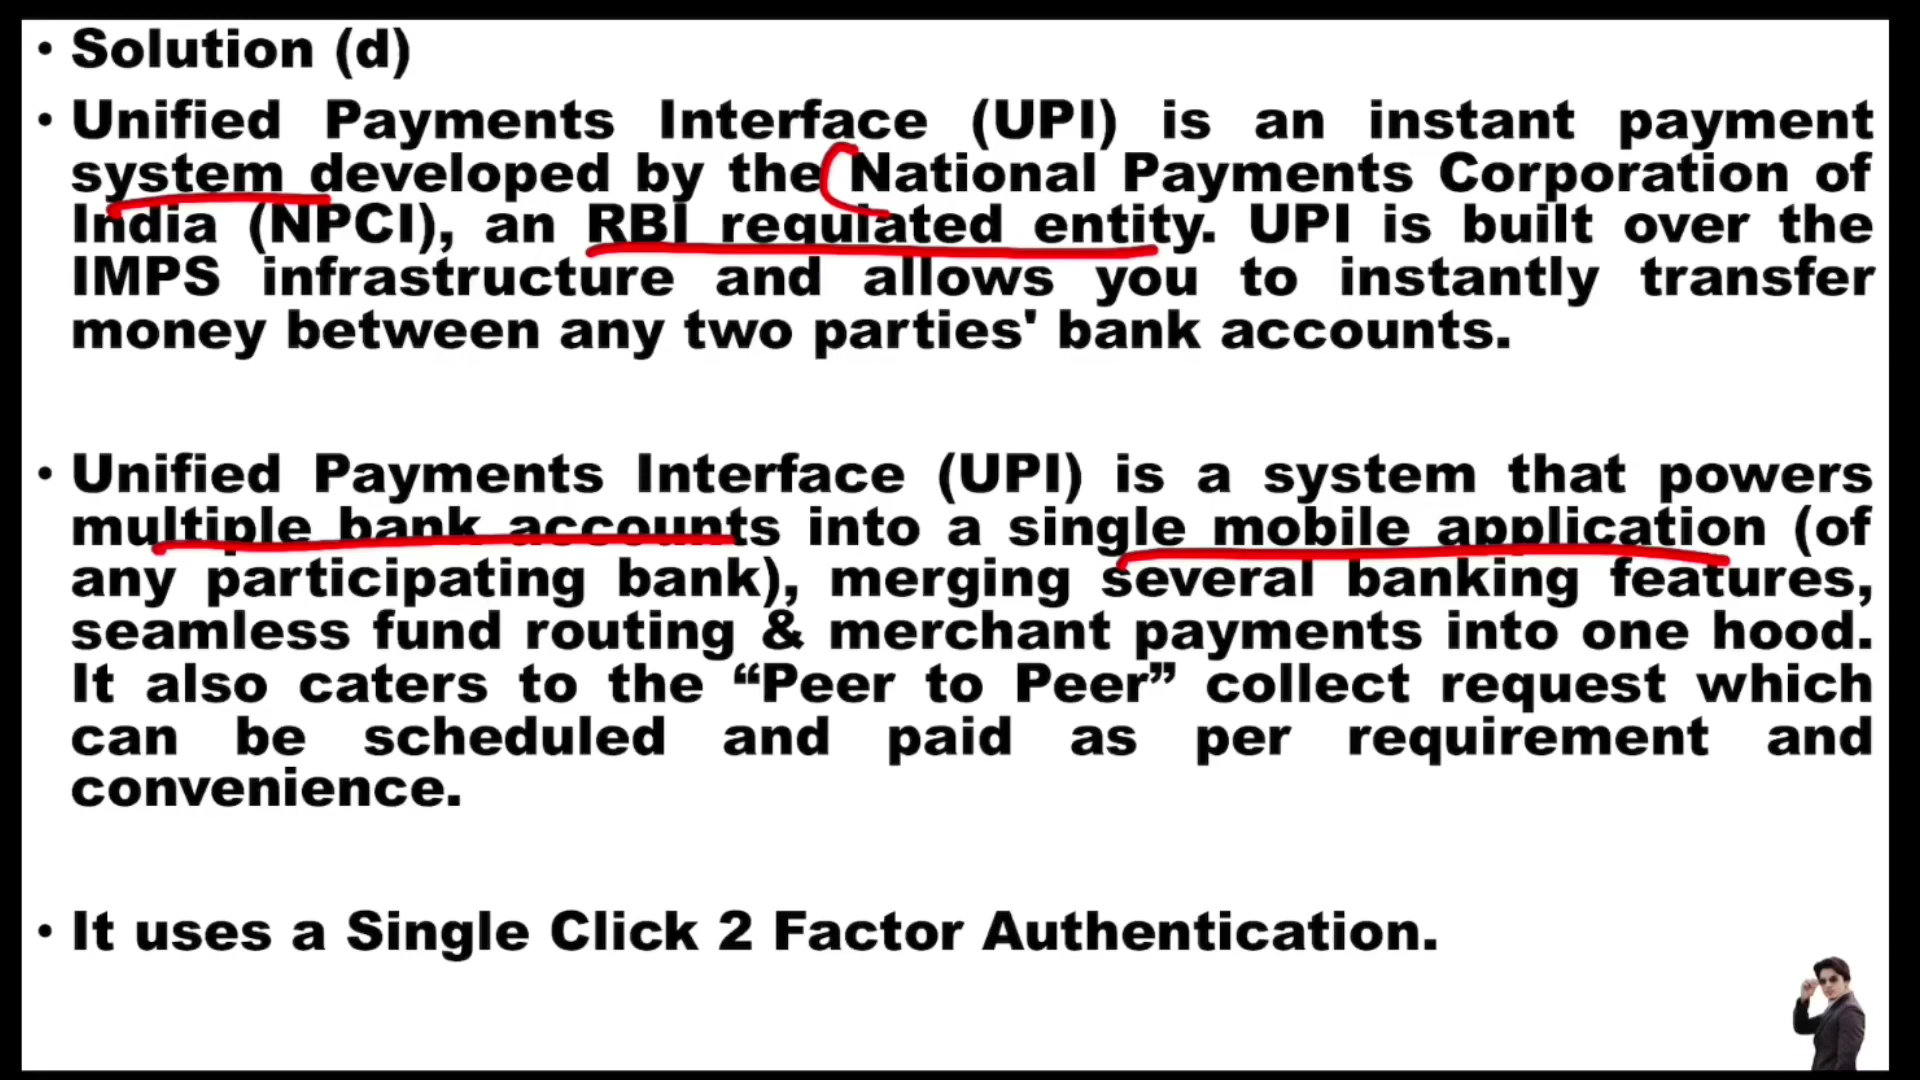 • Solution (d)
• Unified Payments Interface (UPI) is an instant payment
system developed by the National Payments Corporation of
India (NPCI), an RBI regulated entity. UPI is built over the
IMPS infrastructure and allows you to instantly transfer
money between any two parties' bank accounts.
• Unified Payments Interface (UPI) is a system that powers
multiple bank accounts into a single mobile application (of
any participating bank), merging several banking features,
seamless fund routing & merchant payments into one hood.
It also caters to the “Peer to Peer” collect request which
can be scheduled and paid as per requirement and
convenience.
• It uses a Single Click 2 Factor Authentication.